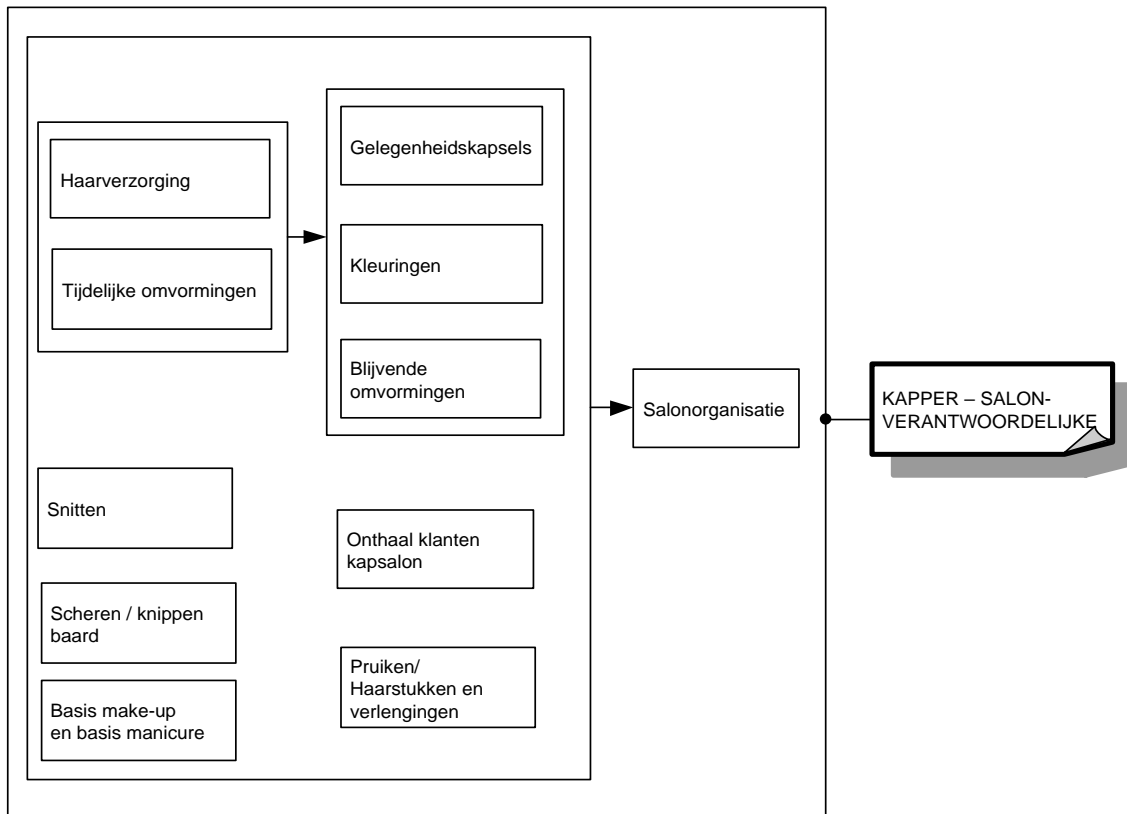 Haarverzorging
Tijdelijke omvormingen
Gelegenheidskapsels
Kleuringen
Blijvende
omvormingen
Salonorganisatie
KAPPER – SALON-
VERANTWOORDELIJKE
Snitten
Scheren / knippen
baard
Basis make-up
en basis manicure
Onthaal klanten
kapsalon
Pruiken/
Haarstukken en
verlengingen